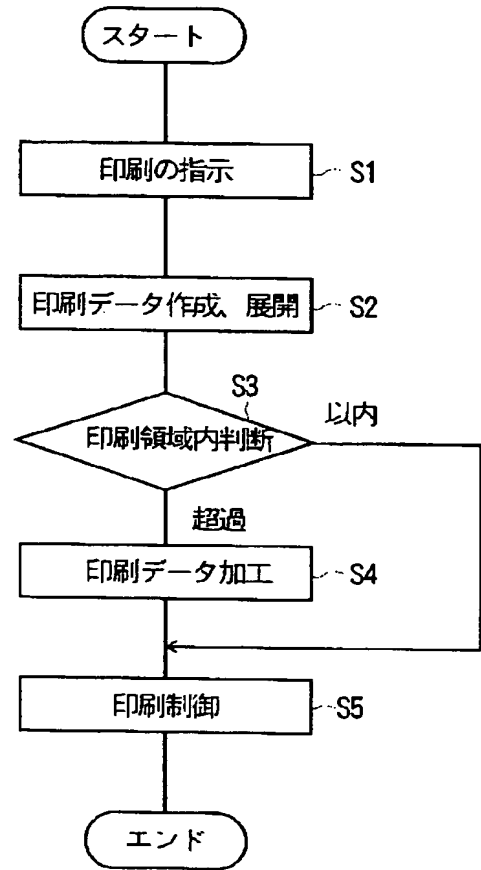 スタート
印刷の指示 S1
印刷データ作成、展開 S2
S3
印刷領域内判断
以内
超過
印刷データ加工 S4
印刷制御 S5
エンド